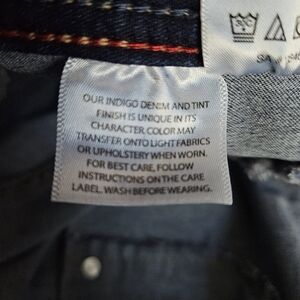 OUR INDIGO DENIM AND TINT
FINISH IS UNIQUE IN ITS
CHARACTER. COLOR MAY
TRANSFER ONTO LIGHT FABRICS
OR UPHOLSTERY WHEN WORN.
FOR BEST CARE, FOLLOW
INSTRUCTIONS ON THE CARE
LABEL. WASH BEFORE WEARING.